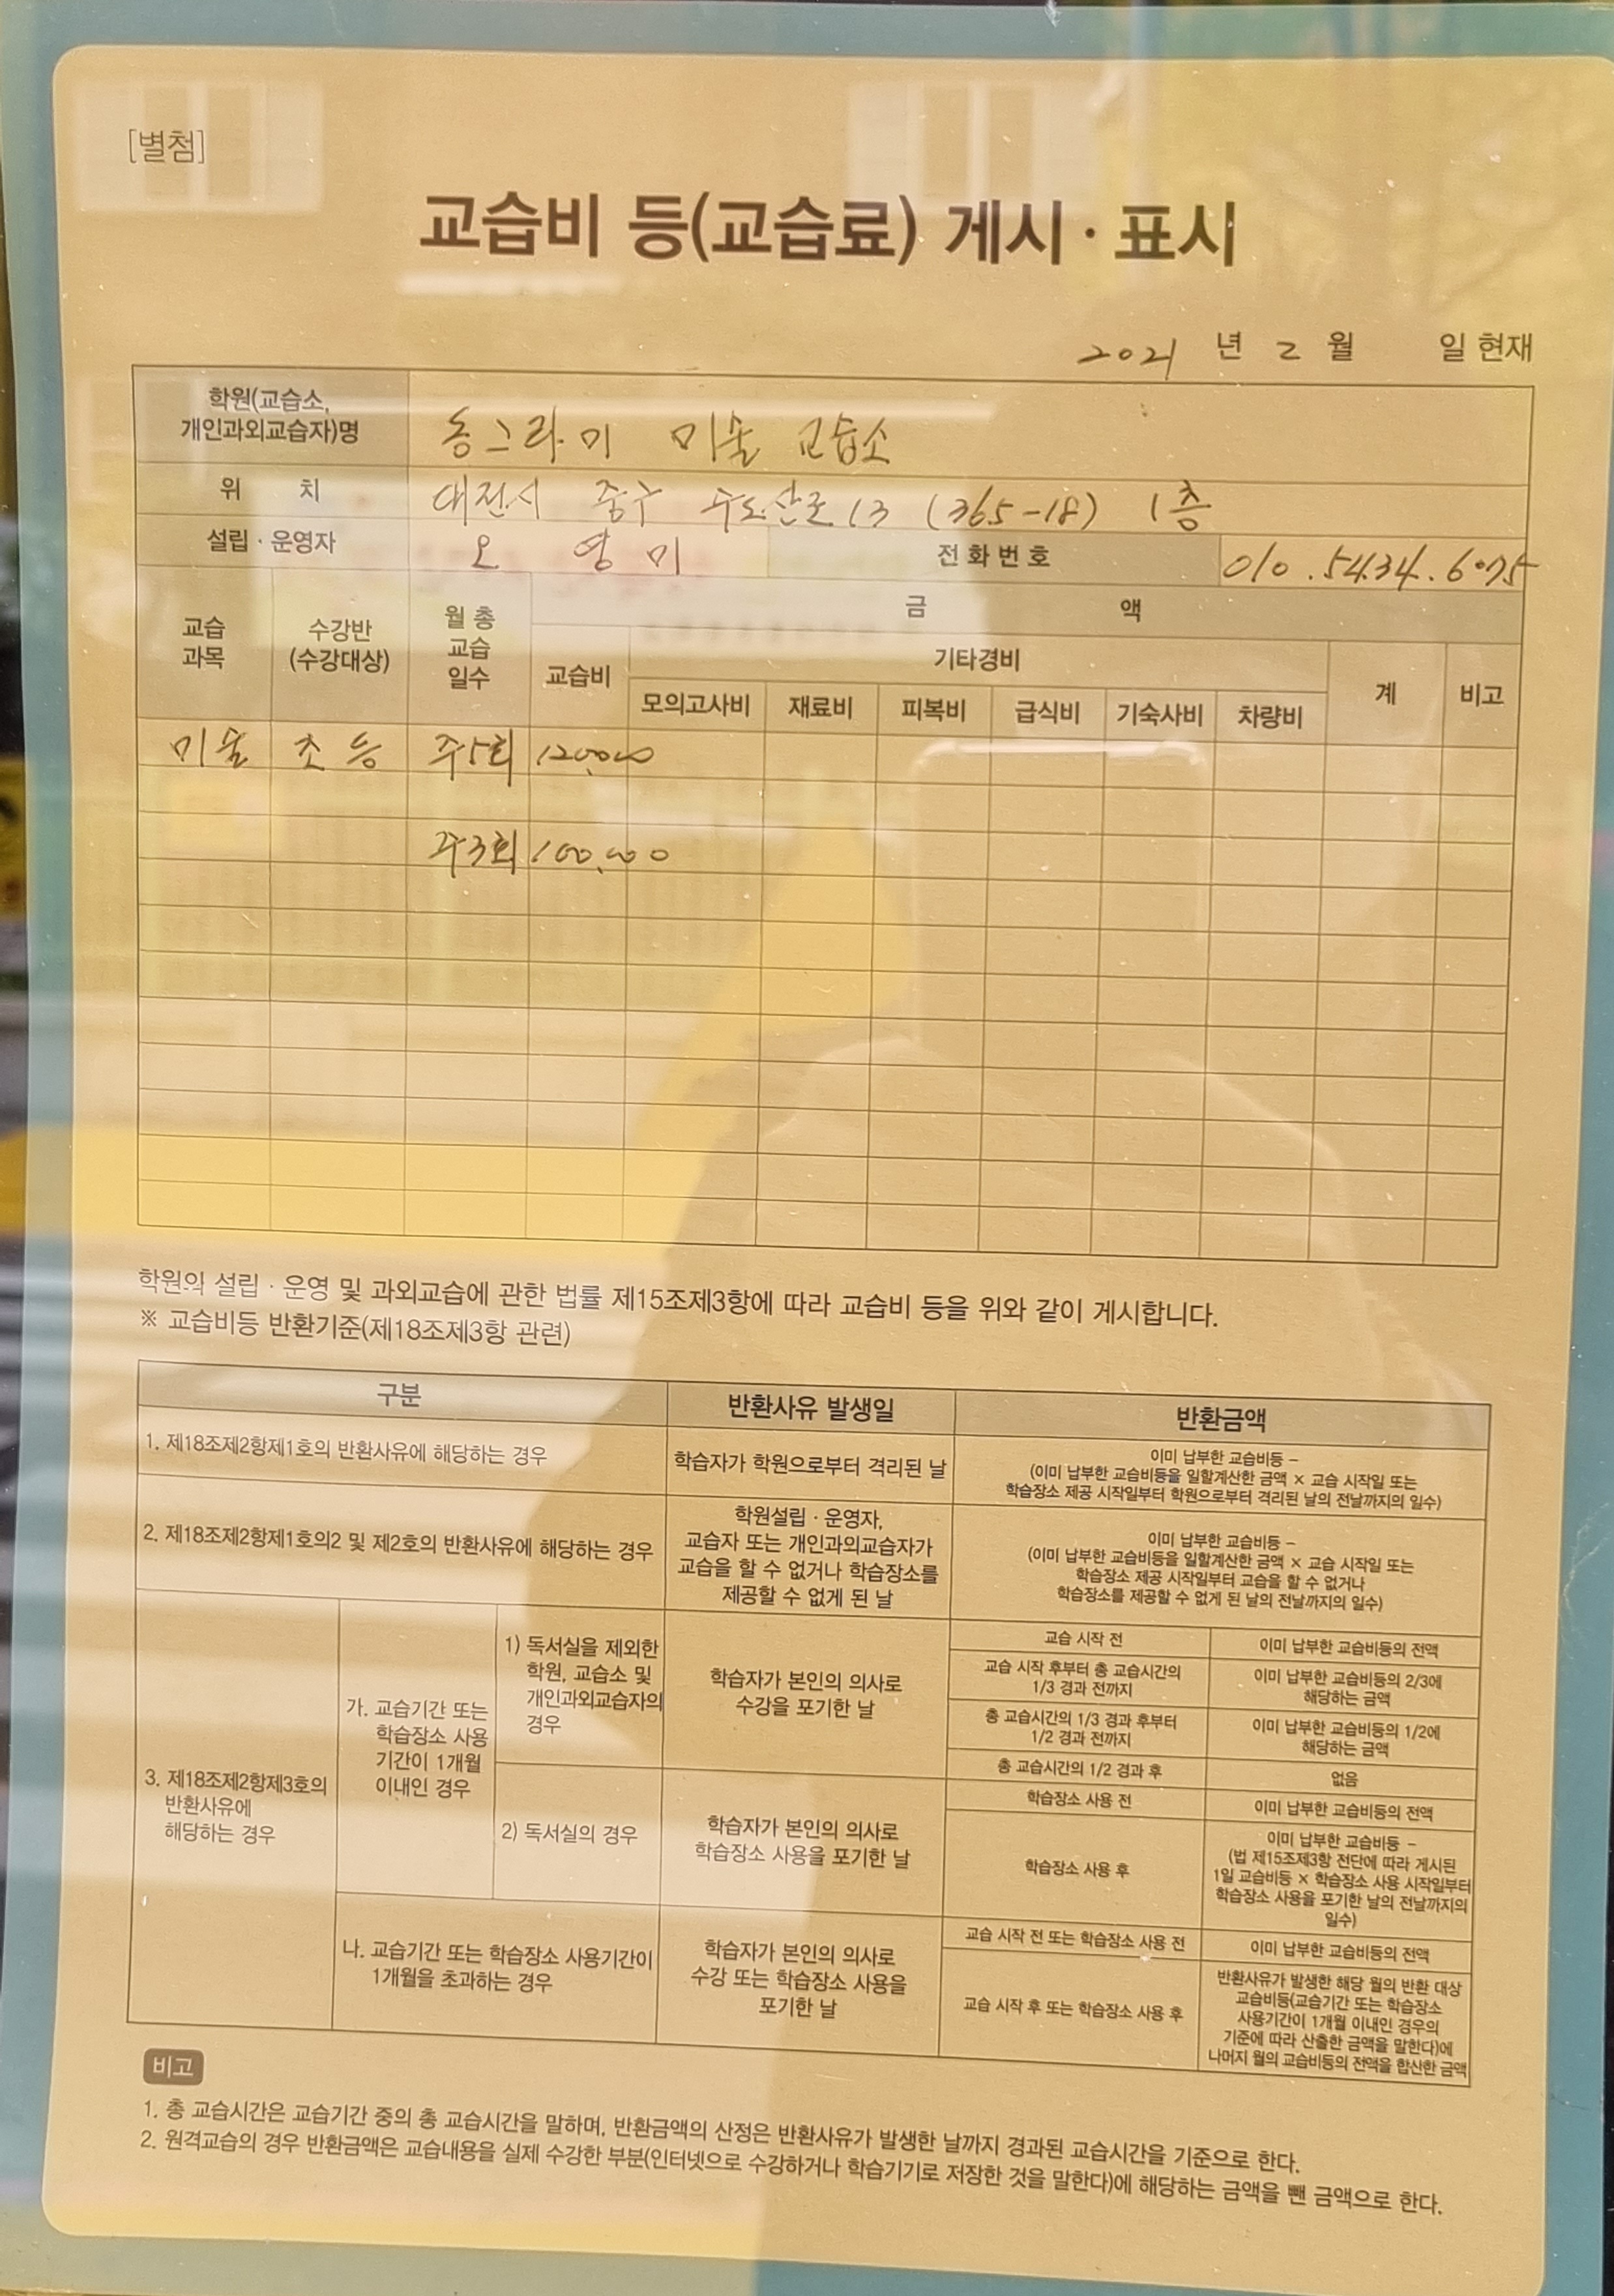 [별첨]
교습비 등(교습료) 게시 · 표시
2021 년 2 월 일 현재
학원(교습소,
개인과외교습자)명
동그라미 미술 교습소
위 치
대전시 중구 수도산로 13 (365-18) 1층
설립 · 운영자
오 영 미
전화번호
010.5434.6075
교습
과목
수강반
(수강대상)
월 총
교습
일수
금 액
교습비
기타경비
모의고사비 재료비 피복비 급식비 기숙사비 차량비
계
비고
미술 초등 주5회 120,000
주3회 100,000
학원의 설립 · 운영 및 과외교습에 관한 법률 제15조제3항에 따라 교습비 등을 위와 같이 게시합니다.
※ 교습비등 반환기준(제18조제3항 관련)
구분 반환사유 발생일 반환금액
1. 제18조제2항제1호의 반환사유에 해당하는 경우
학습자가 학원으로부터 격리된 날
이미 납부한 교습비등 –
(이미 납부한 교습비등을 일할계산한 금액 × 교습 시작일 또는
학습장소 제공 시작일부터 학원으로부터 격리된 날의 전날까지의 일수)
2. 제18조제2항제1호의2 및 제2호의 반환사유에 해당하는 경우
학원설립 · 운영자,
교습자 또는 개인과외교습자가
교습을 할 수 없거나 학습장소를
제공할 수 없게 된 날
이미 납부한 교습비등 –
(이미 납부한 교습비등을 일할계산한 금액 × 교습 시작일 또는
학습장소 제공 시작일부터 교습을 할 수 없거나
학습장소를 제공할 수 없게 된 날의 전날까지의 일수)
3. 제18조제2항제3호의
반환사유에
해당하는 경우
가. 교습기간 또는
학습장소 사용
기간이 1개월
이내인 경우
1) 독서실을 제외한
학원, 교습소 및
개인과외교습자의
경우
학습자가 본인의 의사로
수강을 포기한 날
교습 시작 전
이미 납부한 교습비등의 전액
교습 시작 후부터 총 교습시간의
1/3 경과 전까지
이미 납부한 교습비등의 2/3에
해당하는 금액
총 교습시간의 1/3 경과 후부터
1/2 경과 전까지
이미 납부한 교습비등의 1/2에
해당하는 금액
총 교습시간의 1/2 경과 후
없음
2) 독서실의 경우
학습자가 본인의 의사로
학습장소 사용을 포기한 날
학습장소 사용 전
이미 납부한 교습비등의 전액
학습장소 사용 후
이미 납부한 교습비등 –
(법 제15조제3항 전단에 따라 게시된
1일 교습비등 × 학습장소 사용 시작일부터
학습장소 사용을 포기한 날의 전날까지의
일수)
나. 교습기간 또는 학습장소 사용기간이
1개월을 초과하는 경우
학습자가 본인의 의사로
수강 또는 학습장소 사용을
포기한 날
교습 시작 전 또는 학습장소 사용 전
이미 납부한 교습비등의 전액
교습 시작 후 또는 학습장소 사용 후
반환사유가 발생한 해당 월의 반환 대상
교습비등(교습기간 또는 학습장소
사용기간이 1개월 이내인 경우의
기준에 따라 산출한 금액을 말한다)에
나머지 월의 교습비등의 전액을 합산한 금액
비고
1. 총 교습시간은 교습기간 중의 총 교습시간을 말하며, 반환금액의 산정은 반환사유가 발생한 날까지 경과된 교습시간을 기준으로 한다.
2. 원격교습의 경우 반환금액은 교습내용을 실제 수강한 부분(인터넷으로 수강하거나 학습기기로 저장한 것을 말한다)에 해당하는 금액을 뺀 금액으로 한다.